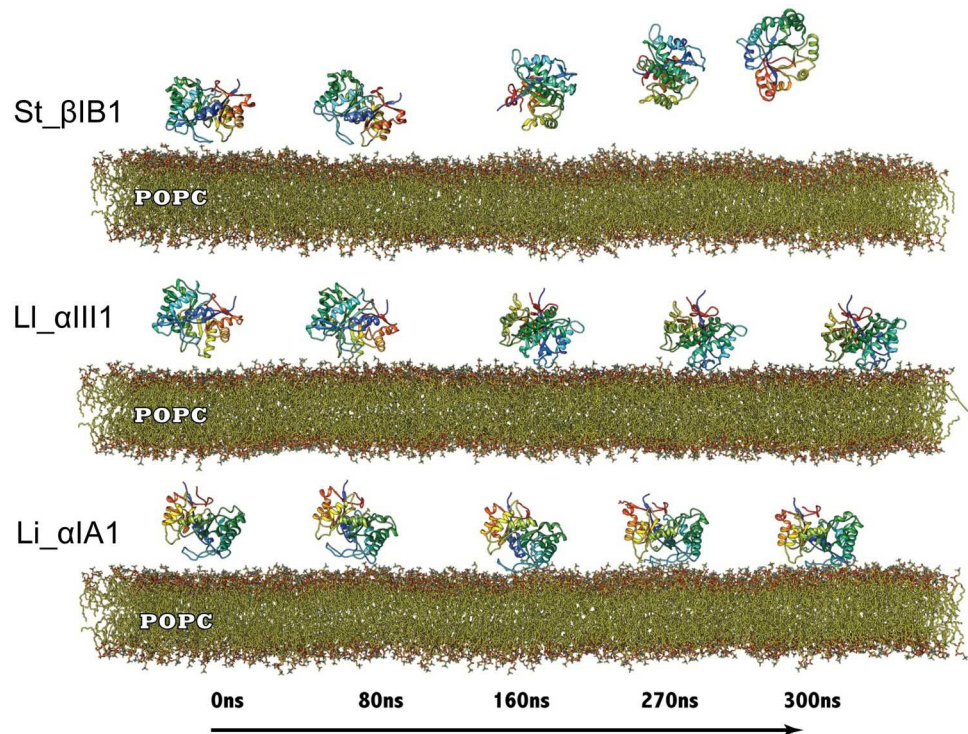 St_βIB1
POPC
Ll_αIII1
POPC
Li_αIA1
POPC
0ns 80ns 160ns 270ns 300ns